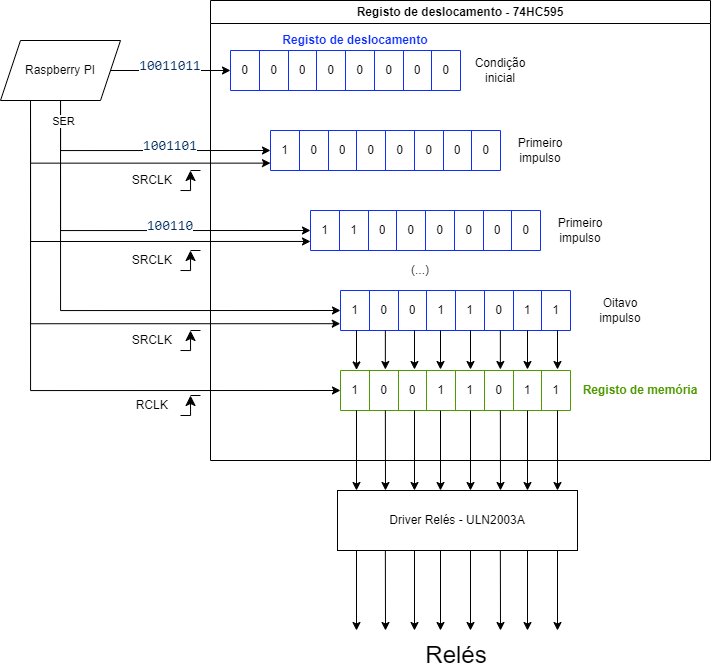 Registo de deslocamento - 74HC595
Registo de deslocamento
Raspberry PI
10011011
0 0 0 0 0 0 0 0
Condição
inicial
SER
1001101
1 0 0 0 0 0 0 0
Primeiro
impulso
SRCLK
100110
1 1 0 0 0 0 0 0
Primeiro
impulso
SRCLK
(...)
1 0 0 1 1 0 1 1
Oitavo
impulso
SRCLK
1 0 0 1 1 0 1 1
Registo de memória
RCLK
Driver Relés - ULN2003A
Relés